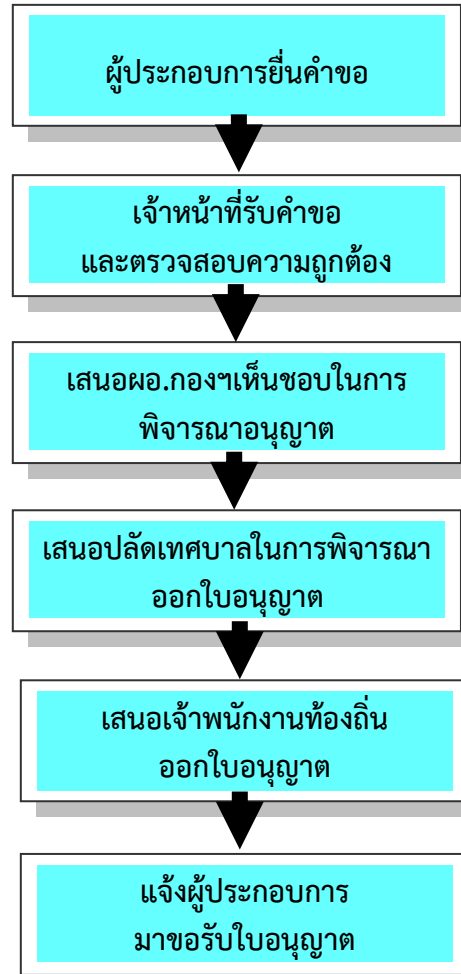 ผู้ประกอบการยื่นคำขอ
เจ้าหน้าที่รับคำขอ
และตรวจสอบความถูกต้อง
เสนอผอ.กองฯเห็นชอบในการ
พิจารณาอนุญาต
เสนอปลัดเทศบาลในการพิจารณา
ออกใบอนุญาต
เสนอเจ้าพนักงานท้องถิ่น
ออกใบอนุญาต
แจ้งผู้ประกอบการ
มาขอรับใบอนุญาต